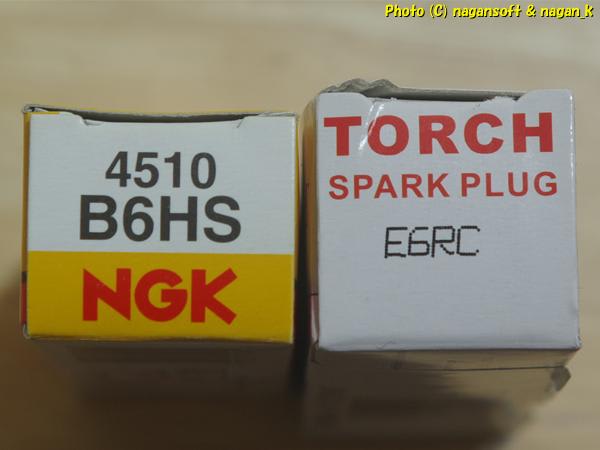 Photo (C) nagansoft & nagan_k
4510
B6HS
NGK
TORCH
SPARK PLUG
E6RC